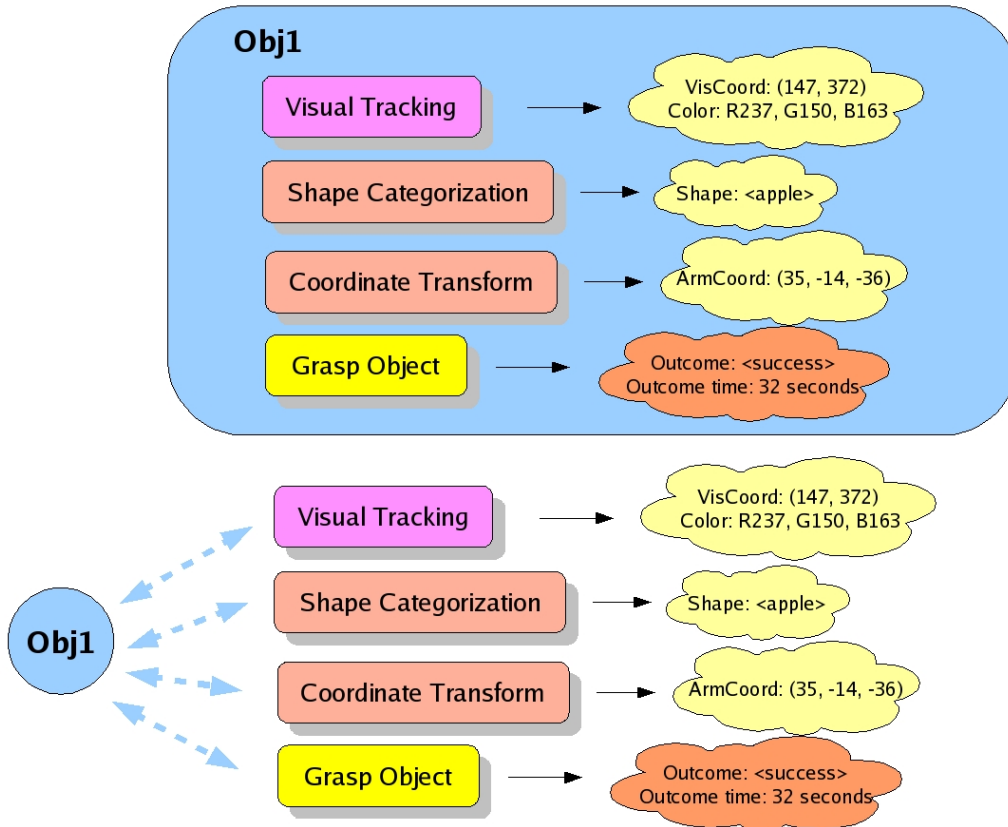 Obj1
Visual Tracking
VisCoord: (147, 372)
Color: R237, G150, B163
Shape Categorization
Shape: <apple>
Coordinate Transform
ArmCoord: (35, -14, -36)
Grasp Object
Outcome: <success>
Outcome time: 32 seconds
Obj1
Visual Tracking
VisCoord: (147, 372)
Color: R237, G150, B163
Shape Categorization
Shape: <apple>
Coordinate Transform
ArmCoord: (35, -14, -36)
Grasp Object
Outcome: <success>
Outcome time: 32 seconds